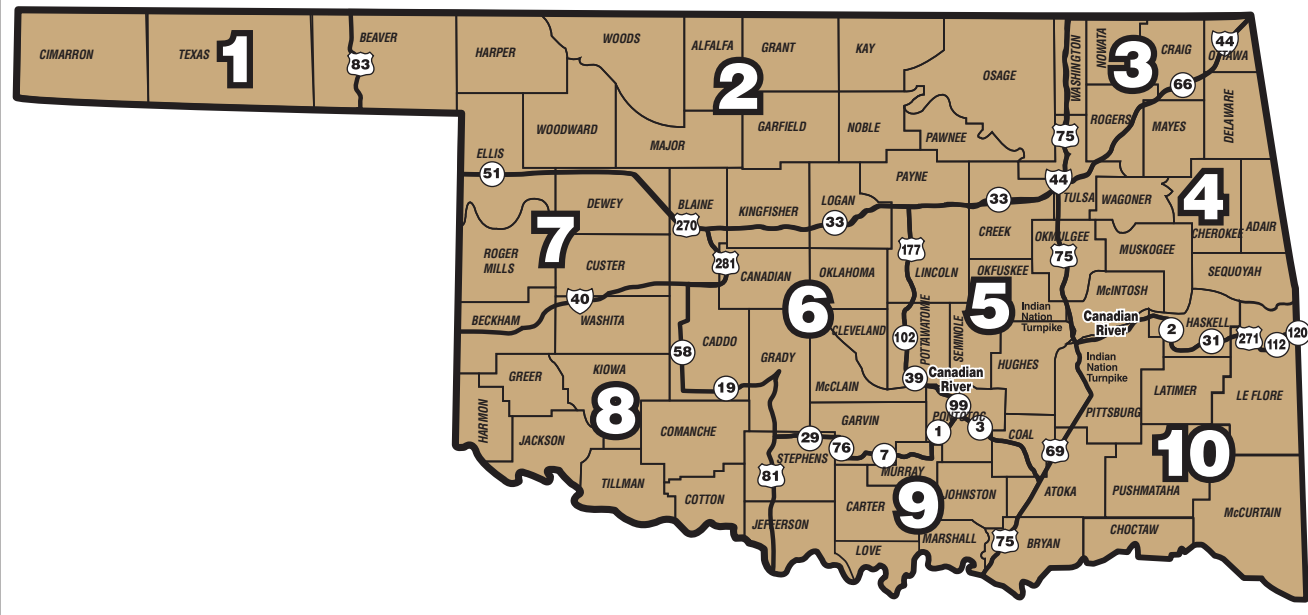 CIMARRON
TEXAS
1
BEAVER
83
HARPER
WOODS
ALFALFA
GRANT
KAY
2
OSAGE
WASHINGTON
NOWATA
3
CRAIG
44
OTTAWA
66
WOODWARD
MAJOR
GARFIELD
NOBLE
PAWNEE
75
ROGERS
MAYES
DELAWARE
ELLIS
51
DEWEY
BLAINE
270
KINGFISHER
LOGAN
33
PAYNE
33
44
TULSA
WAGONER
4
CHEROKEE
ADAIR
7
ROGER
MILLS
CUSTER
281
CANADIAN
OKLAHOMA
177
LINCOLN
CREEK
OKMULGEE
75
MUSKOGEE
SEQUOYAH
OKFUSKEE
McINTOSH
40
BECKHAM
WASHITA
6
CLEVELAND
POTTAWATOMIE
SEMINOLE
5
Indian
Nation
Turnpike
Canadian
River
2
HASKELL
31
271
112
120
58
CADDO
GRADY
102
HUGHES
Indian
Nation
Turnpike
GREER
KIOWA
19
McCLAIN
39
Canadian
River
LATIMER
LE FLORE
HARMON
8
JACKSON
COMANCHE
GARVIN
99
PONTOTOC
1
3
COAL
PITTSBURG
29
76
7
STEPHENS
MURRAY
69
10
TILLMAN
COTTON
81
CARTER
9
JOHNSTON
ATOKA
PUSHMATAHA
McCURTAIN
JEFFERSON
LOVE
MARSHALL
75
BRYAN
CHOCTAW